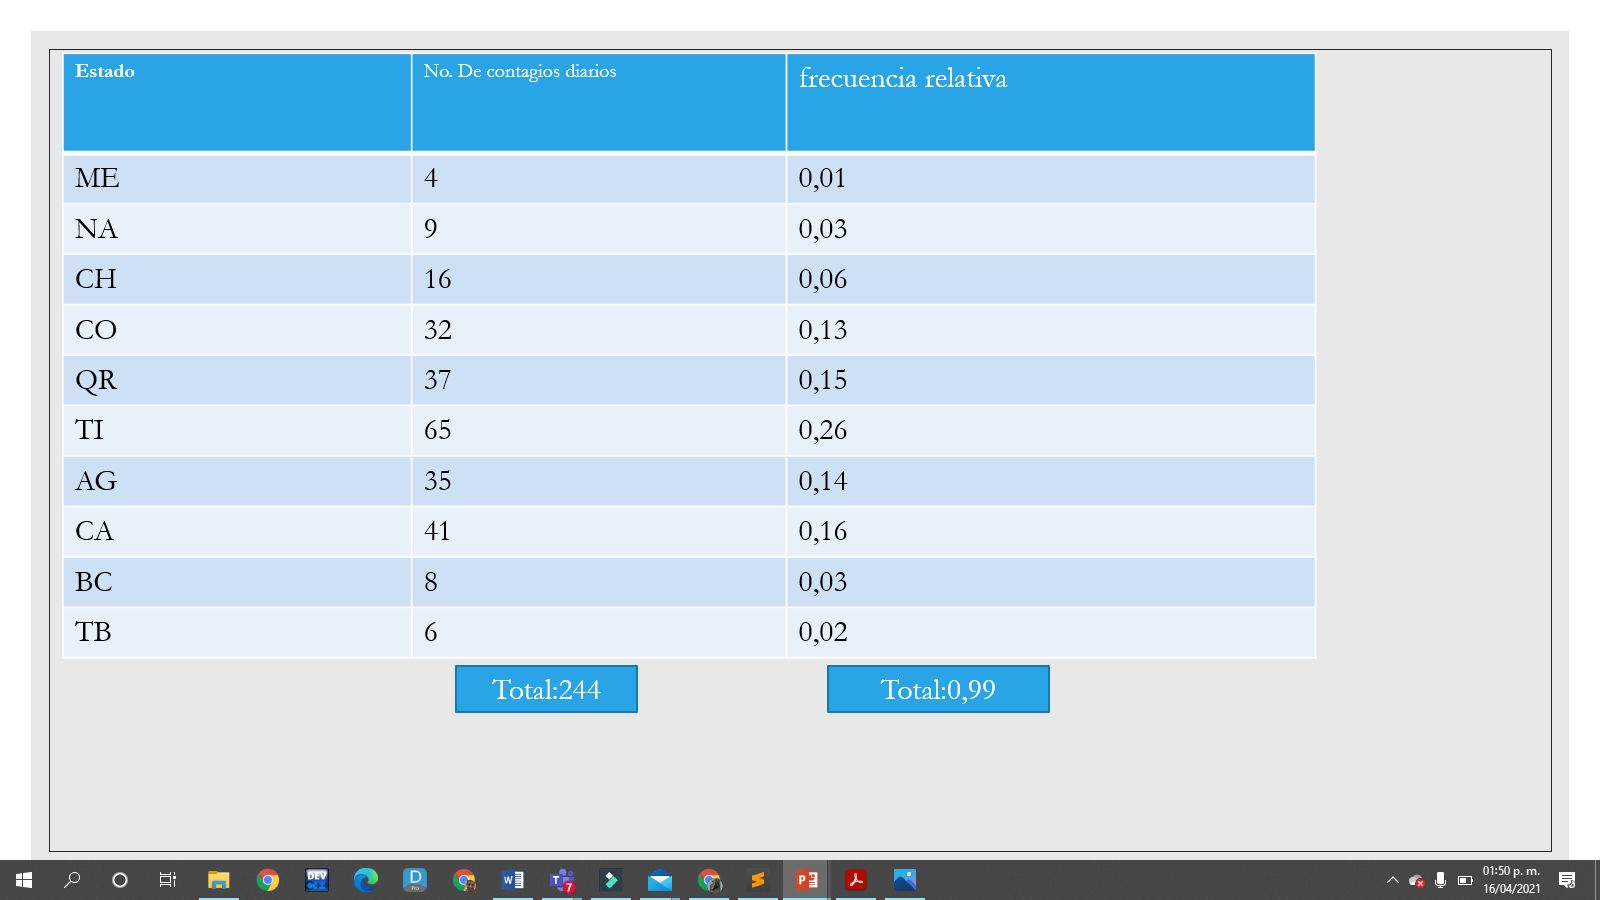 Estado No. De contagios diarios frecuencia relativa
ME 4 0,01
NA 9 0,03
CH 16 0,06
CO 32 0,13
QR 37 0,15
TI 65 0,26
AG 35 0,14
CA 41 0,16
BC 8 0,03
TB 6 0,02
Total:244 Total:0,99
DEV
D
Pro
W
T
7
P
01:50 p. m.
16/04/2021